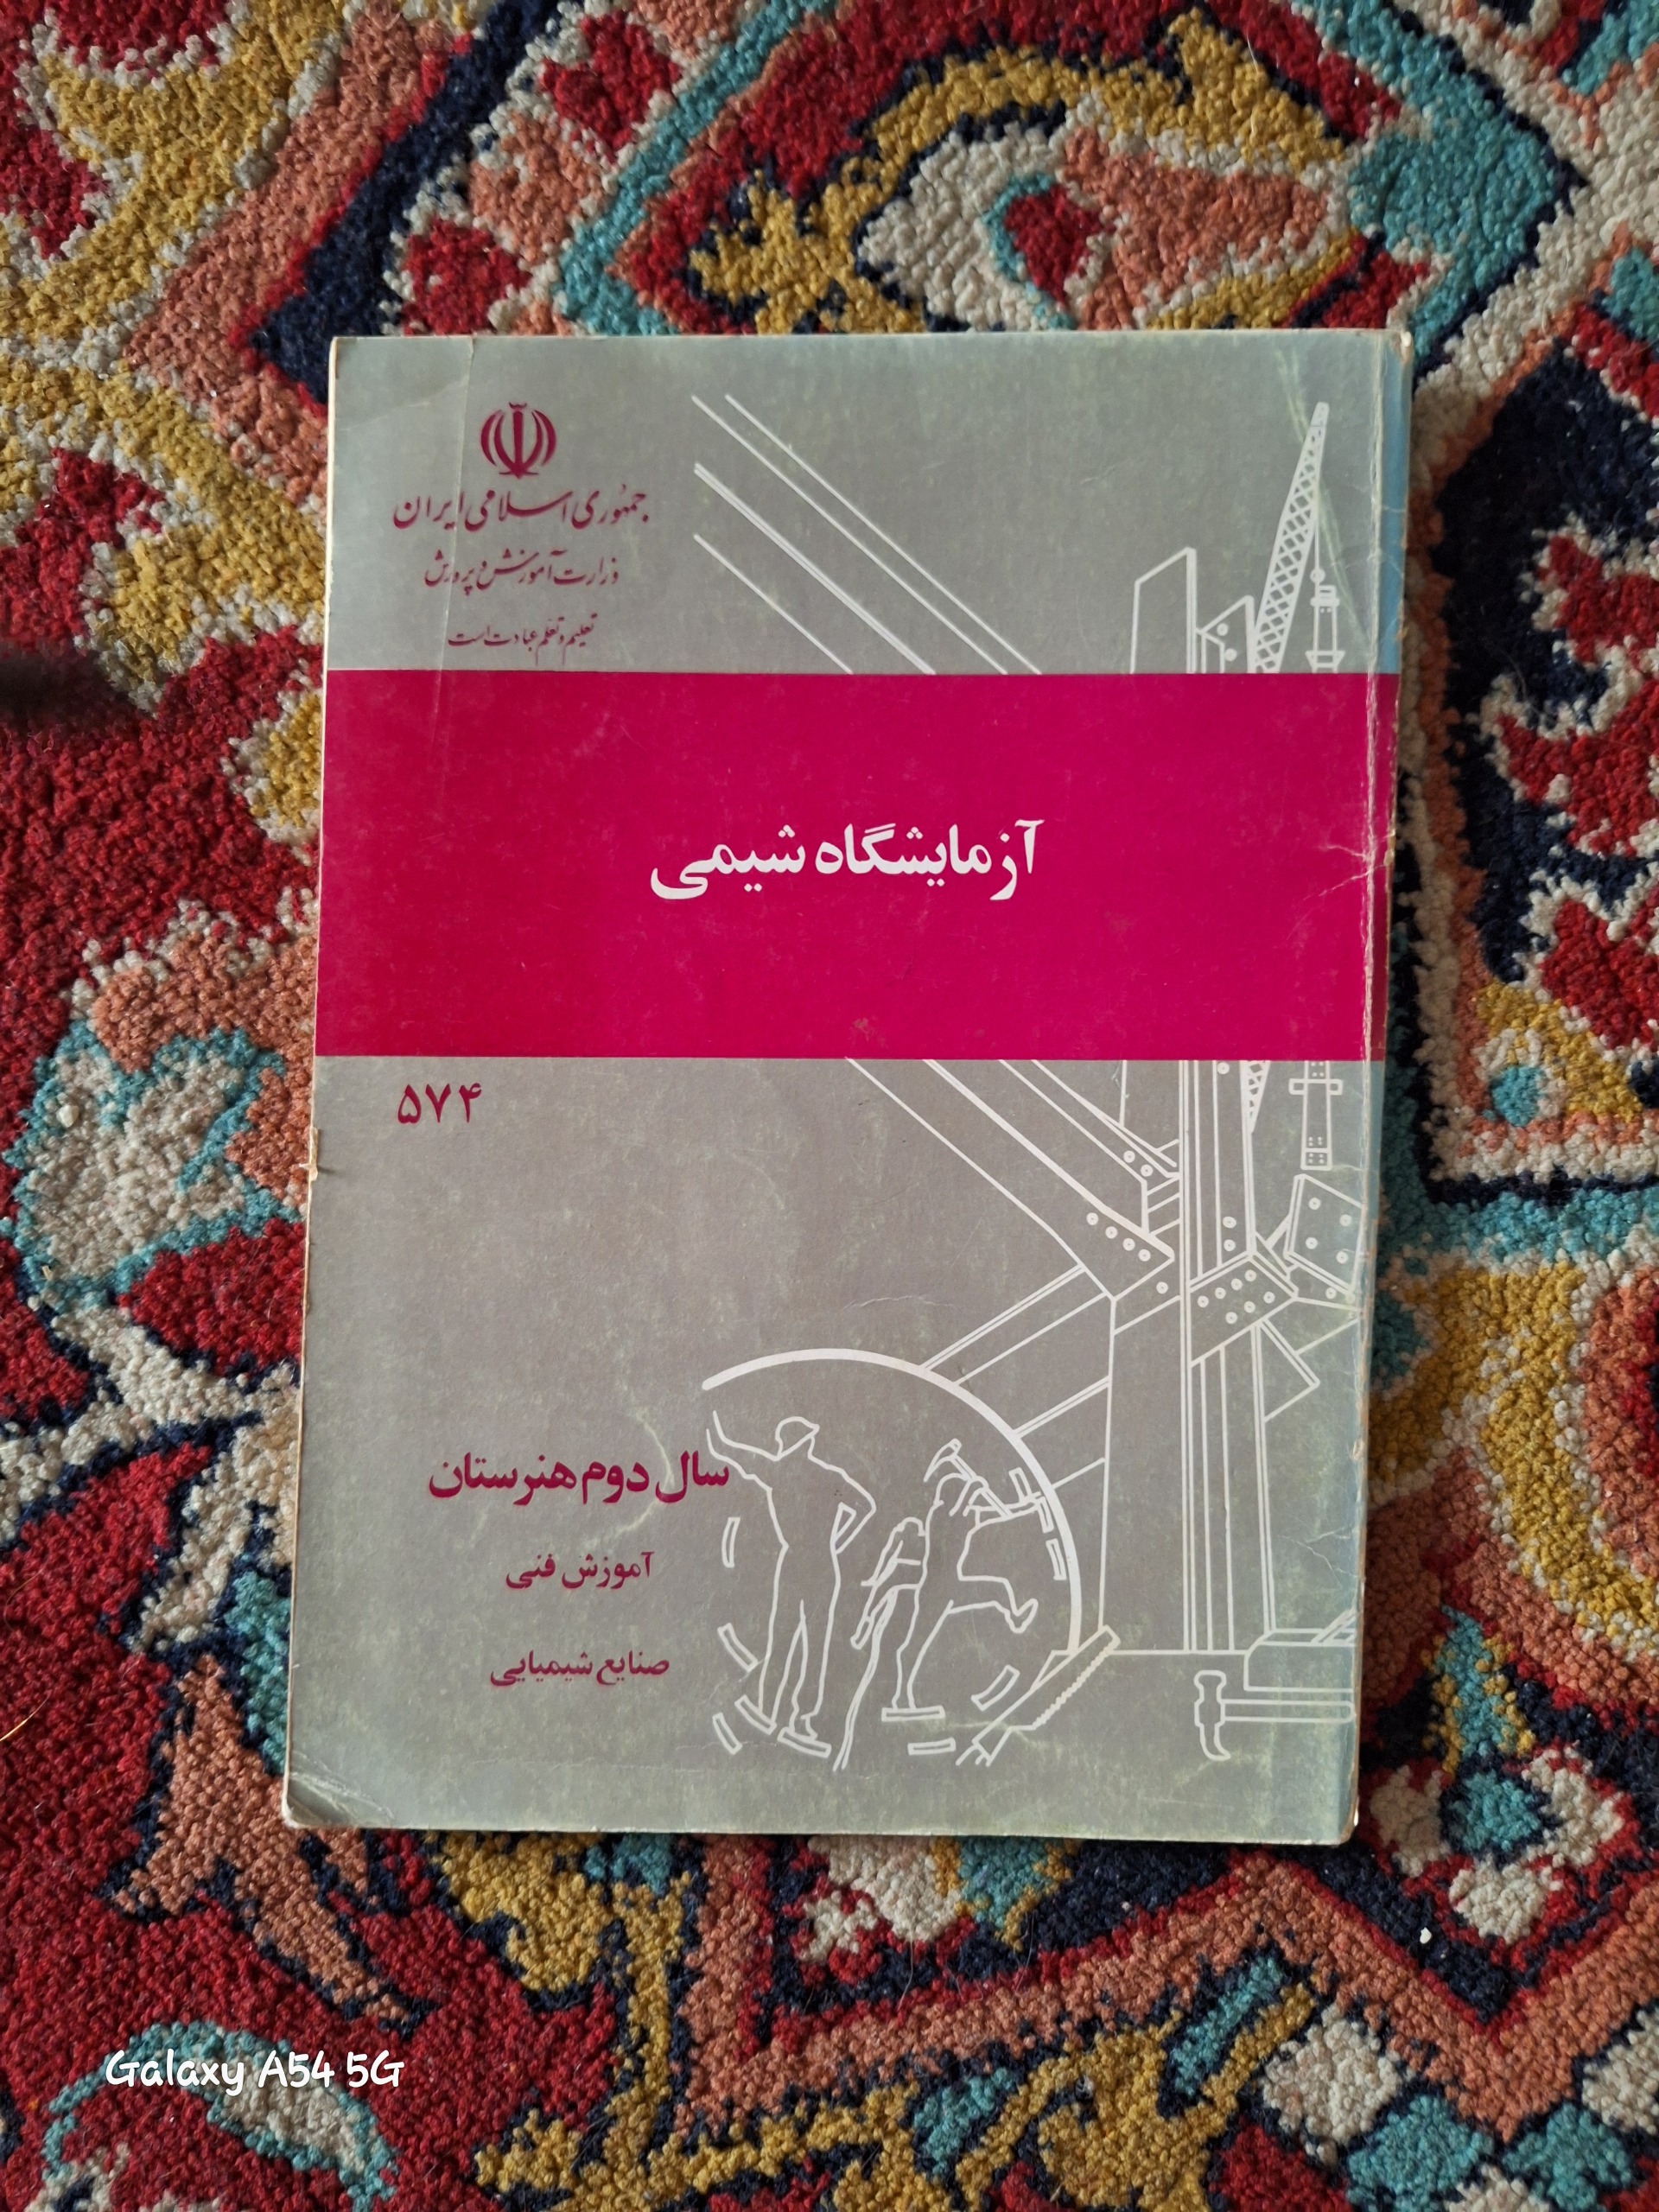 جمهوری اسلامی ایران
وزارت آموزش و پرورش
تعلیم و تعلم عبادت است
آزمایشگاه شیمی
۵۷۴
سال دوم هنرستان
آموزش فنی
صنایع شیمیایی
Galaxy A54 5G